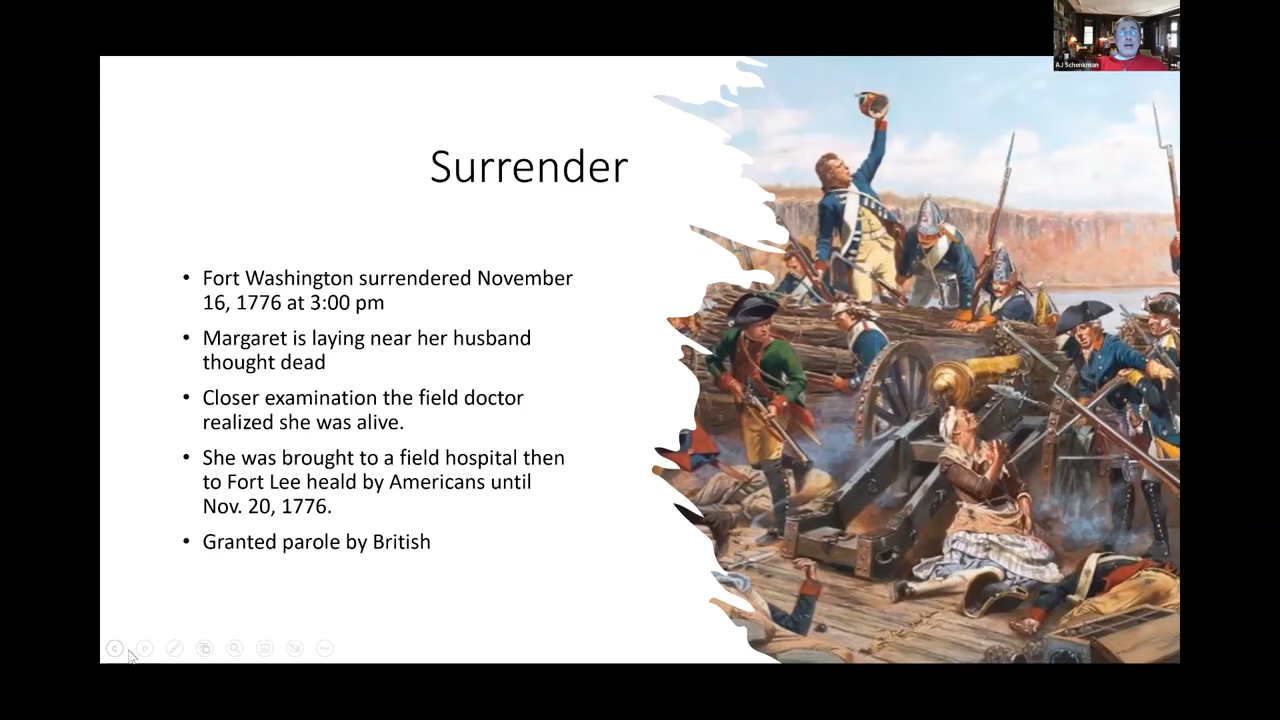 AJ Schenkman
Surrender
• Fort Washington surrendered November
16, 1776 at 3:00 pm
• Margaret is laying near her husband
thought dead
• Closer examination the field doctor
realized she was alive.
• She was brought to a field hospital then
to Fort Lee heald by Americans until
Nov. 20, 1776.
• Granted parole by British